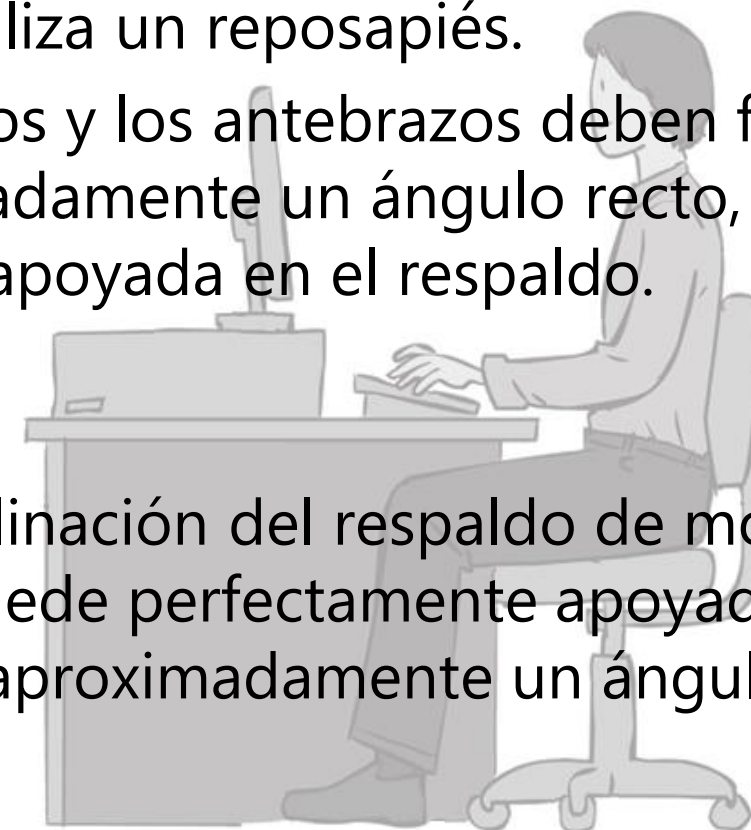 liza un reposapiés.
os y los antebrazos deben f
adamente un ángulo recto,
apoyada en el respaldo.
linación del respaldo de mo
ede perfectamente apoyad
aproximadamente un ángul